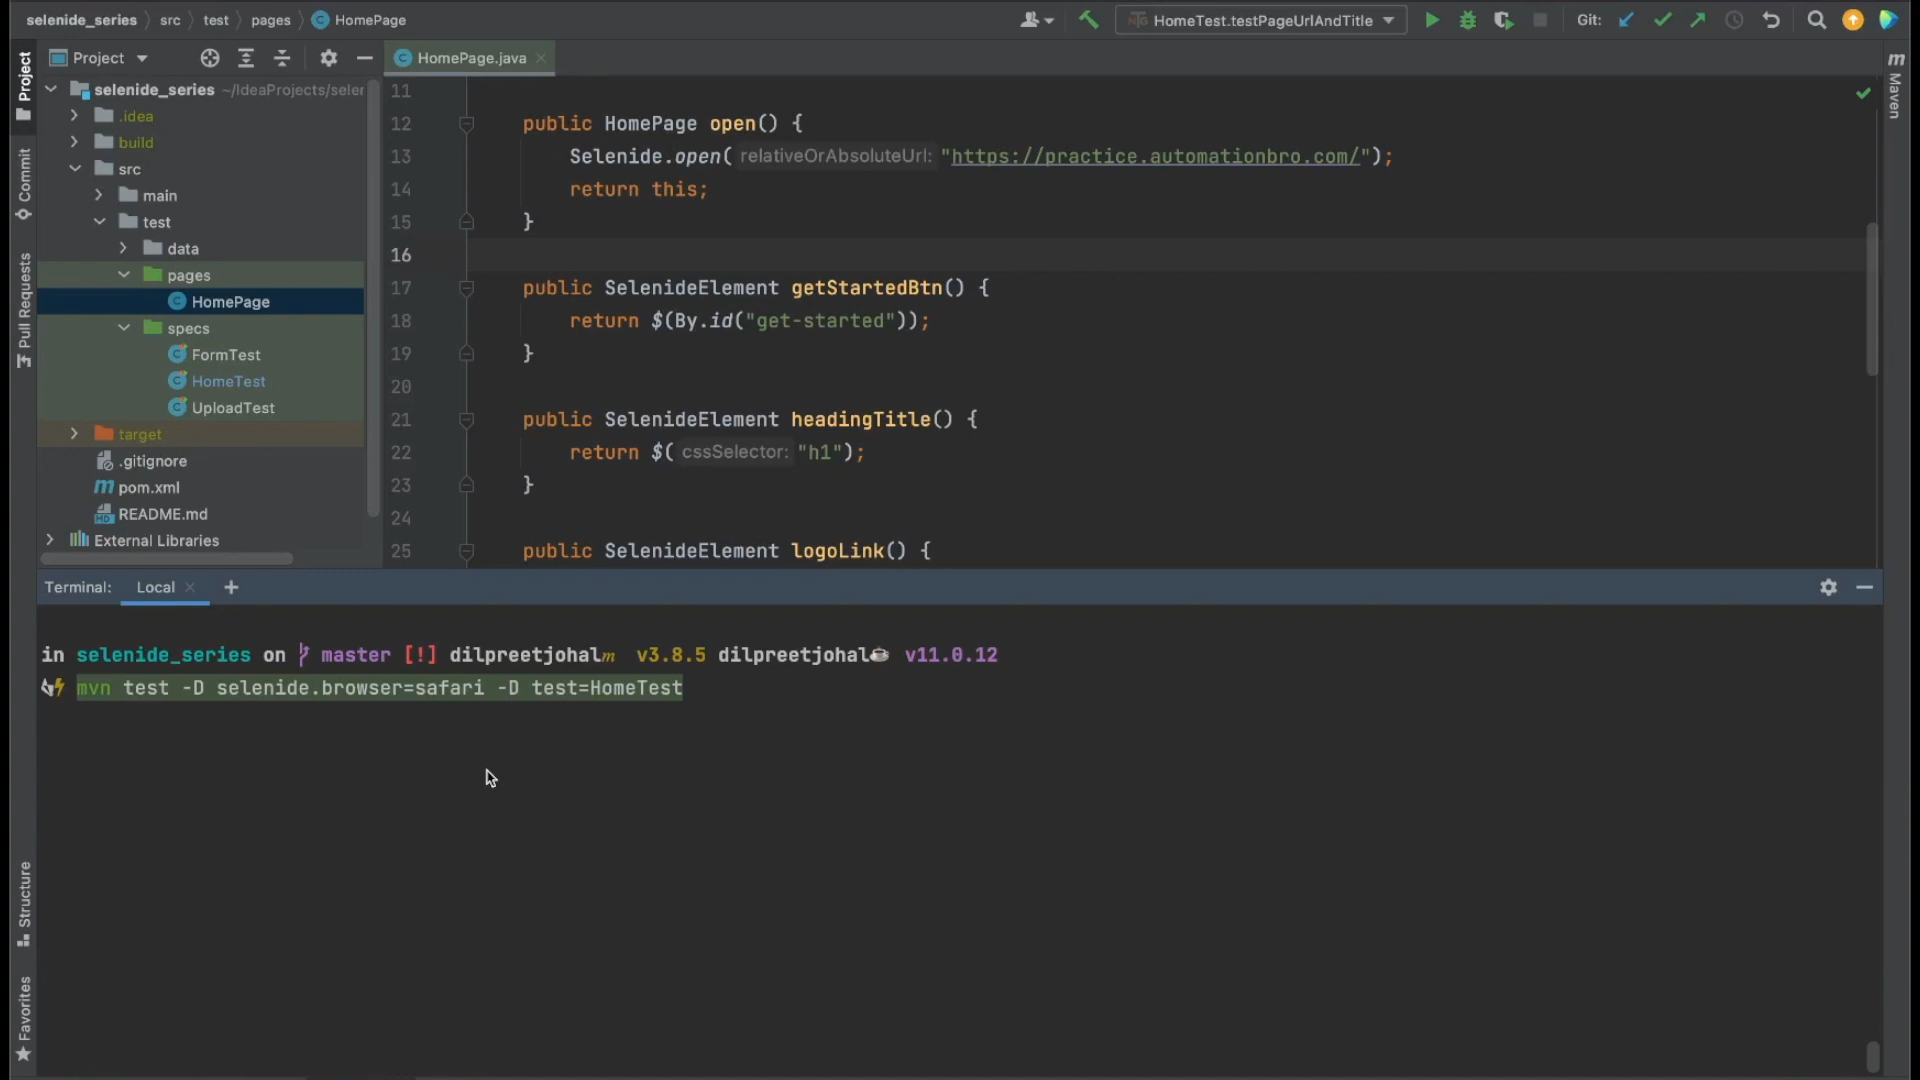 selenide_series src test pages HomePage
HomeTest.testPageUrlAndTitle
Git:
Project
HomePage.java
Project
Commit
Pull Requests
Structure
Favorites
Maven
selenide_series ~/IdeaProjects/seler
.idea
build
src
main
test
data
pages
HomePage
specs
FormTest
HomeTest
UploadTest
target
.gitignore
pom.xml
README.md
External Libraries
11
12 public HomePage open() {
13 Selenide.open( relativeOrAbsoluteUrl: "https://practice.automationbro.com/");
14 return this;
15 }
16
17 public SelenideElement getStartedBtn() {
18 return $(By.id("get-started"));
19 }
20
21 public SelenideElement headingTitle() {
22 return $( cssSelector: "h1");
23 }
24
25 public SelenideElement logoLink() {
Terminal: Local +
in selenide_series on master [!] dilpreetjohal v3.8.5 dilpreetjohal☕ v11.0.12
mvn test -D selenide.browser=safari -D test=HomeTest